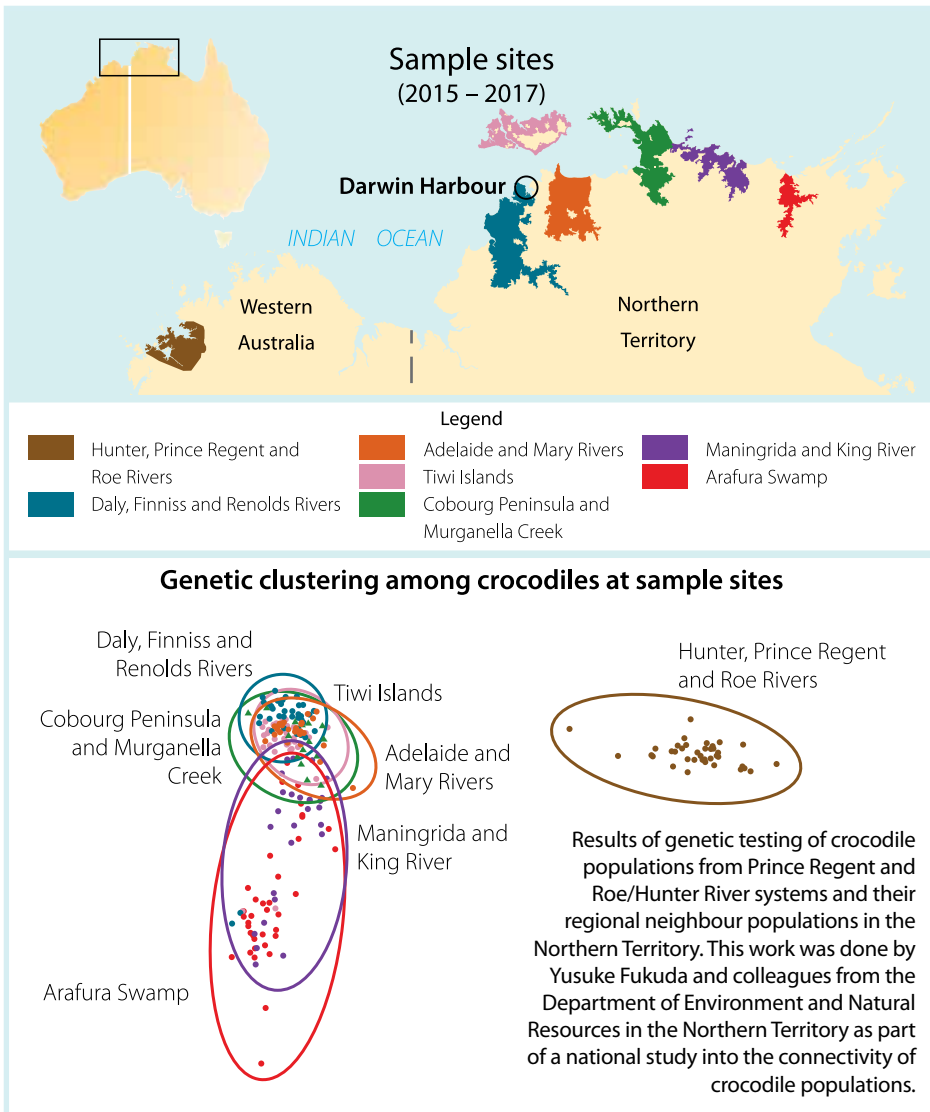 Sample sites
(2015 – 2017)
Darwin Harbour
INDIAN OCEAN
Western
Australia
Northern
Territory
Legend
Hunter, Prince Regent and
Roe Rivers
Daly, Finniss and Renolds Rivers
Adelaide and Mary Rivers
Tiwi Islands
Cobourg Peninsula and
Murganella Creek
Maningrida and King River
Arafura Swamp
Genetic clustering among crocodiles at sample sites
Daly, Finniss and
Renolds Rivers
Tiwi Islands
Cobourg Peninsula
and Murganella
Creek
Adelaide and
Mary Rivers
Maningrida and
King River
Arafura Swamp
Hunter, Prince Regent
and Roe Rivers
Results of genetic testing of crocodile
populations from Prince Regent and
Roe/Hunter River systems and their
regional neighbour populations in the
Northern Territory. This work was done by
Yusuke Fukuda and colleagues from the
Department of Environment and Natural
Resources in the Northern Territory as part
of a national study into the connectivity of
crocodile populations.